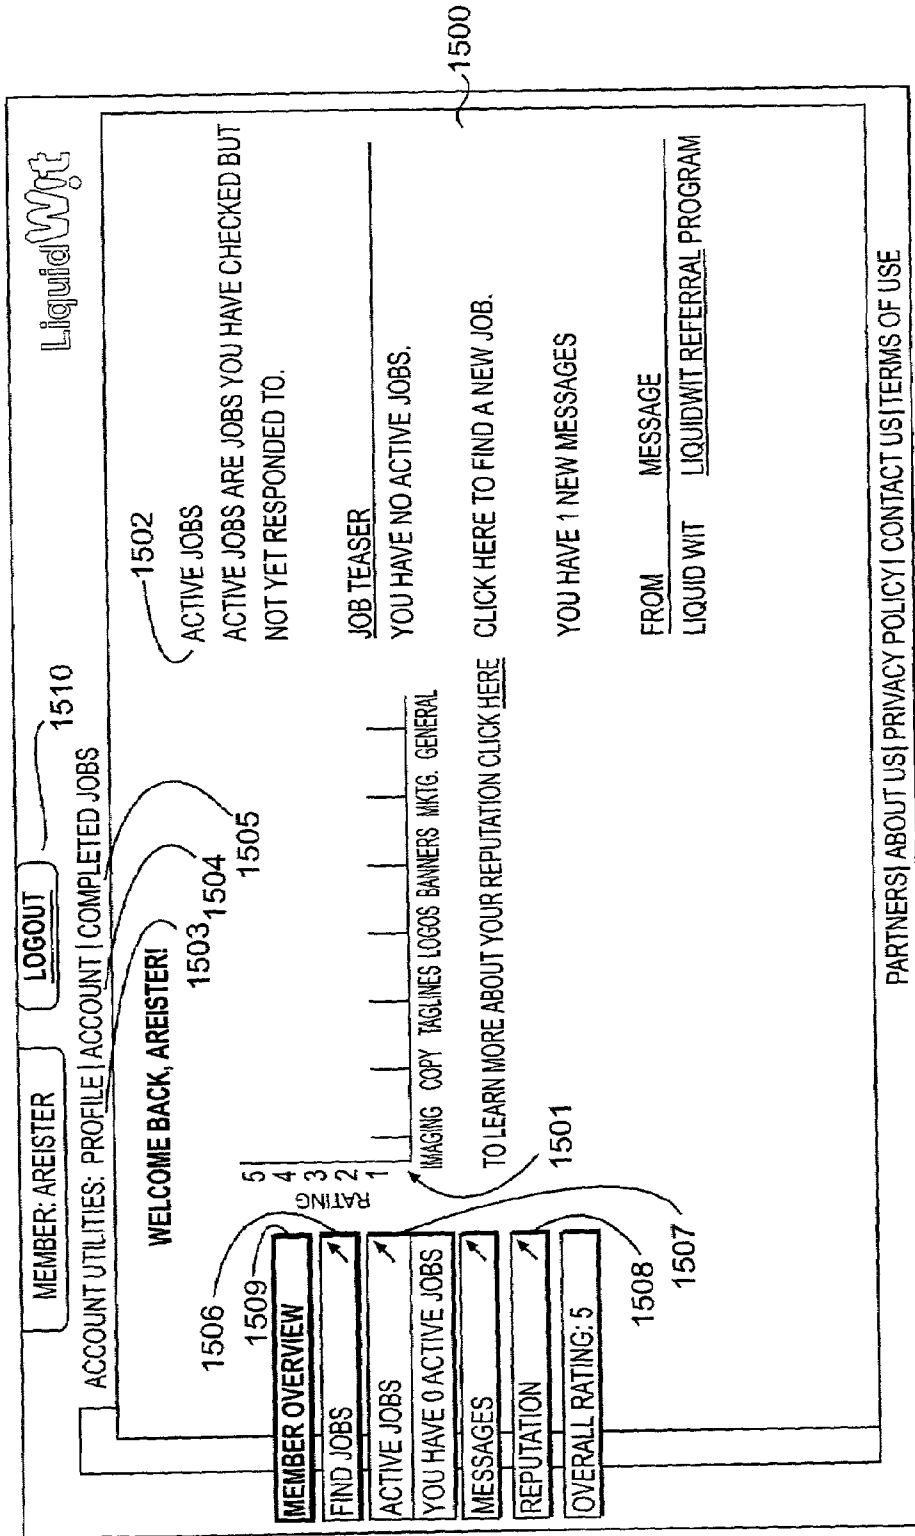 MEMBER: AREISTER
LOGOUT
1510
LiquidWit
ACCOUNT UTILITIES: PROFILE | ACCOUNT | COMPLETED JOBS
1503
1504
1505
1502
1500
WELCOME BACK, AREISTER!
1506
1509
MEMBER OVERVIEW
FIND JOBS
ACTIVE JOBS
YOU HAVE 0 ACTIVE JOBS
MESSAGES
REPUTATION
OVERALL RATING: 5
1508
1507
RATING
5
4
3
2
1
IMAGING COPY TAGLINES LOGOS BANNERS MKTG. GENERAL
TO LEARN MORE ABOUT YOUR REPUTATION CLICK HERE
1501
ACTIVE JOBS
ACTIVE JOBS ARE JOBS YOU HAVE CHECKED BUT
NOT YET RESPONDED TO.
JOB TEASER
YOU HAVE NO ACTIVE JOBS.
CLICK HERE TO FIND A NEW JOB.
YOU HAVE 1 NEW MESSAGES
FROM MESSAGE
LIQUID WIT LIQUIDWIT REFERRAL PROGRAM
PARTNERS| ABOUT US| PRIVACY POLICY| CONTACT US|TERMS OF USE